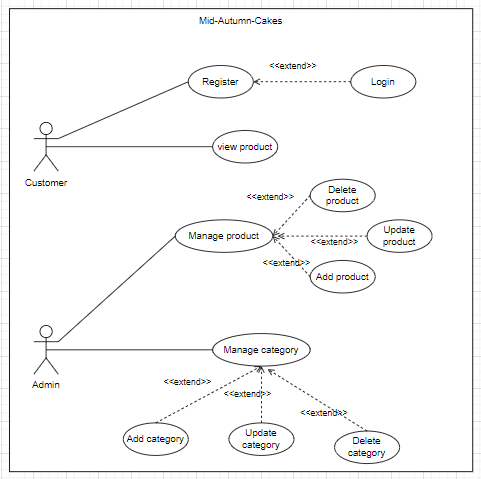 Mid-Autumn-Cakes
<<extend>>
Register
Login
view product
Customer
Delete
product
<<extend>>
Manage product
Update
product
<<extend>>
<<extend>>
Add product
Admin
Manage category
<<extend>>
<<extend>>
<<extend>>
Add category
Update
category
Delete
category